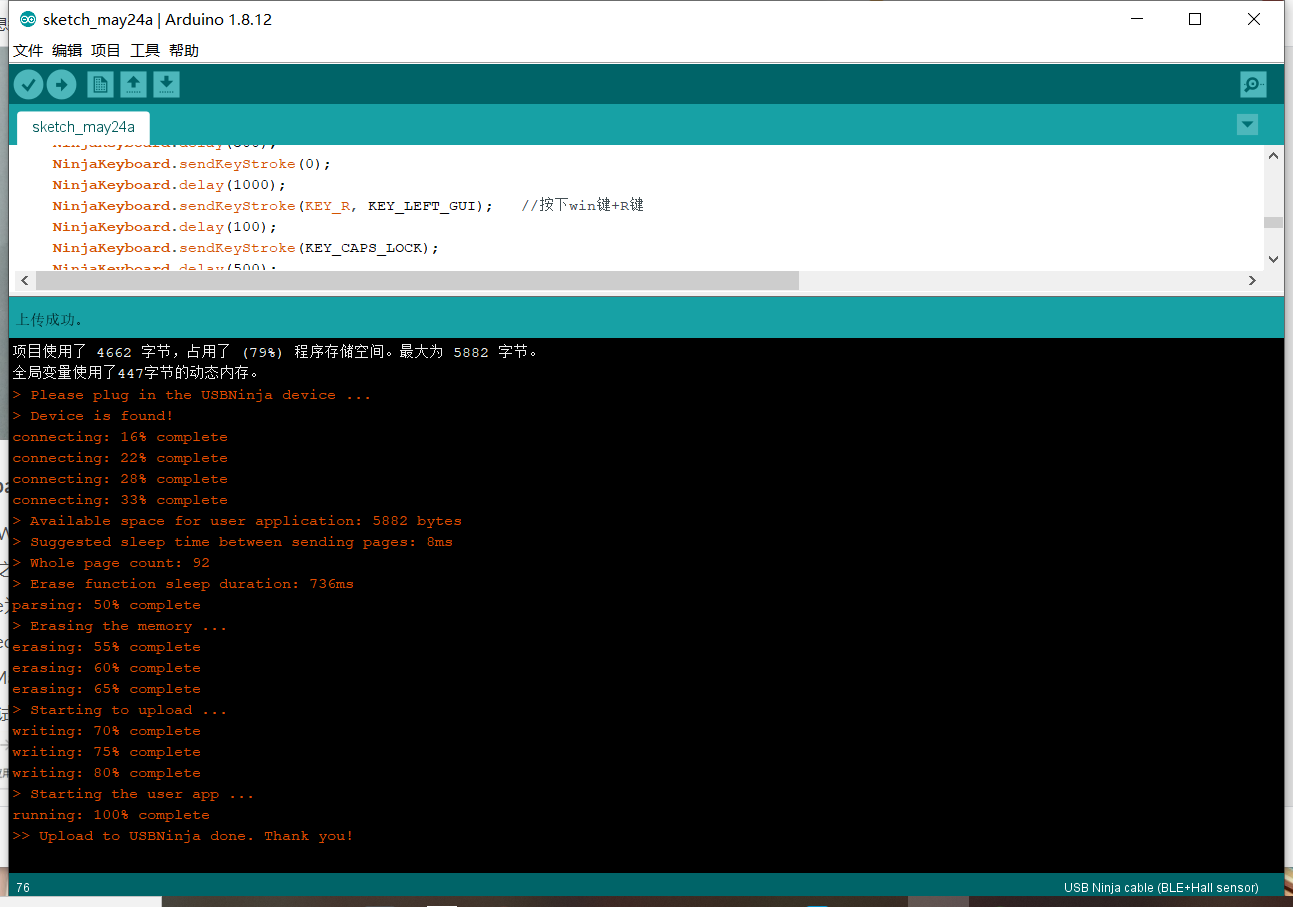 sketch_may24a | Arduino 1.8.12
文件 编辑 项目 工具 帮助
sketch_may24a
NinjaKeyboard.sendKeyStroke(0);
NinjaKeyboard.delay(1000);
NinjaKeyboard.sendKeyStroke(KEY_R, KEY_LEFT_GUI); //按下win键+R键
NinjaKeyboard.delay(100);
NinjaKeyboard.sendKeyStroke(KEY_CAPS_LOCK);
NinjaKeyboard.delay(500);
上传成功。
项目使用了 4662 字节，占用了 (79%) 程序存储空间。最大为 5882 字节。
全局变量使用了447字节的动态内存。
> Please plug in the USBNinja device ...
> Device is found!
connecting: 16% complete
connecting: 22% complete
connecting: 28% complete
connecting: 33% complete
> Available space for user application: 5882 bytes
> Suggested sleep time between sending pages: 8ms
> Whole page count: 92
> Erase function sleep duration: 736ms
parsing: 50% complete
> Erasing the memory ...
erasing: 55% complete
erasing: 60% complete
erasing: 65% complete
> Starting to upload ...
writing: 70% complete
writing: 75% complete
writing: 80% complete
> Starting the user app ...
running: 100% complete
>> Upload to USBNinja done. Thank you!
76
USB Ninja cable (BLE+Hall sensor)